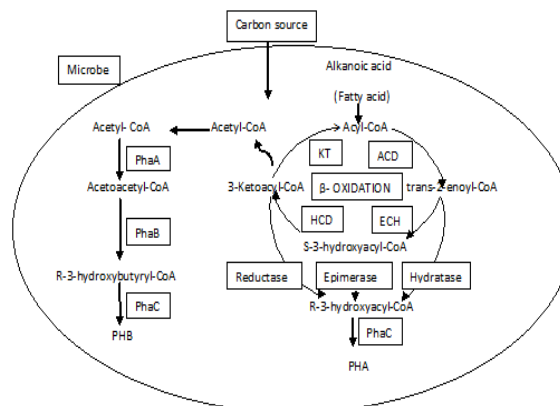 Carbon source
Microbe
Alkanoic acid
(Fatty acid)
Acetyl- CoA
Acetyl-CoA
Acyl-CoA
PhaA
KT
ACD
Acetoacetyl-CoA
3-Ketoacyl-CoA
β- OXIDATION
trans-2-enoyl-CoA
PhaB
HCD
ECH
S-3-hydroxyacyl-CoA
R-3-hydroxybutyryl-CoA
Reductase
Epimerase
Hydratase
PhaC
R-3-hydroxyacyl-CoA
PHB
PhaC
PHA